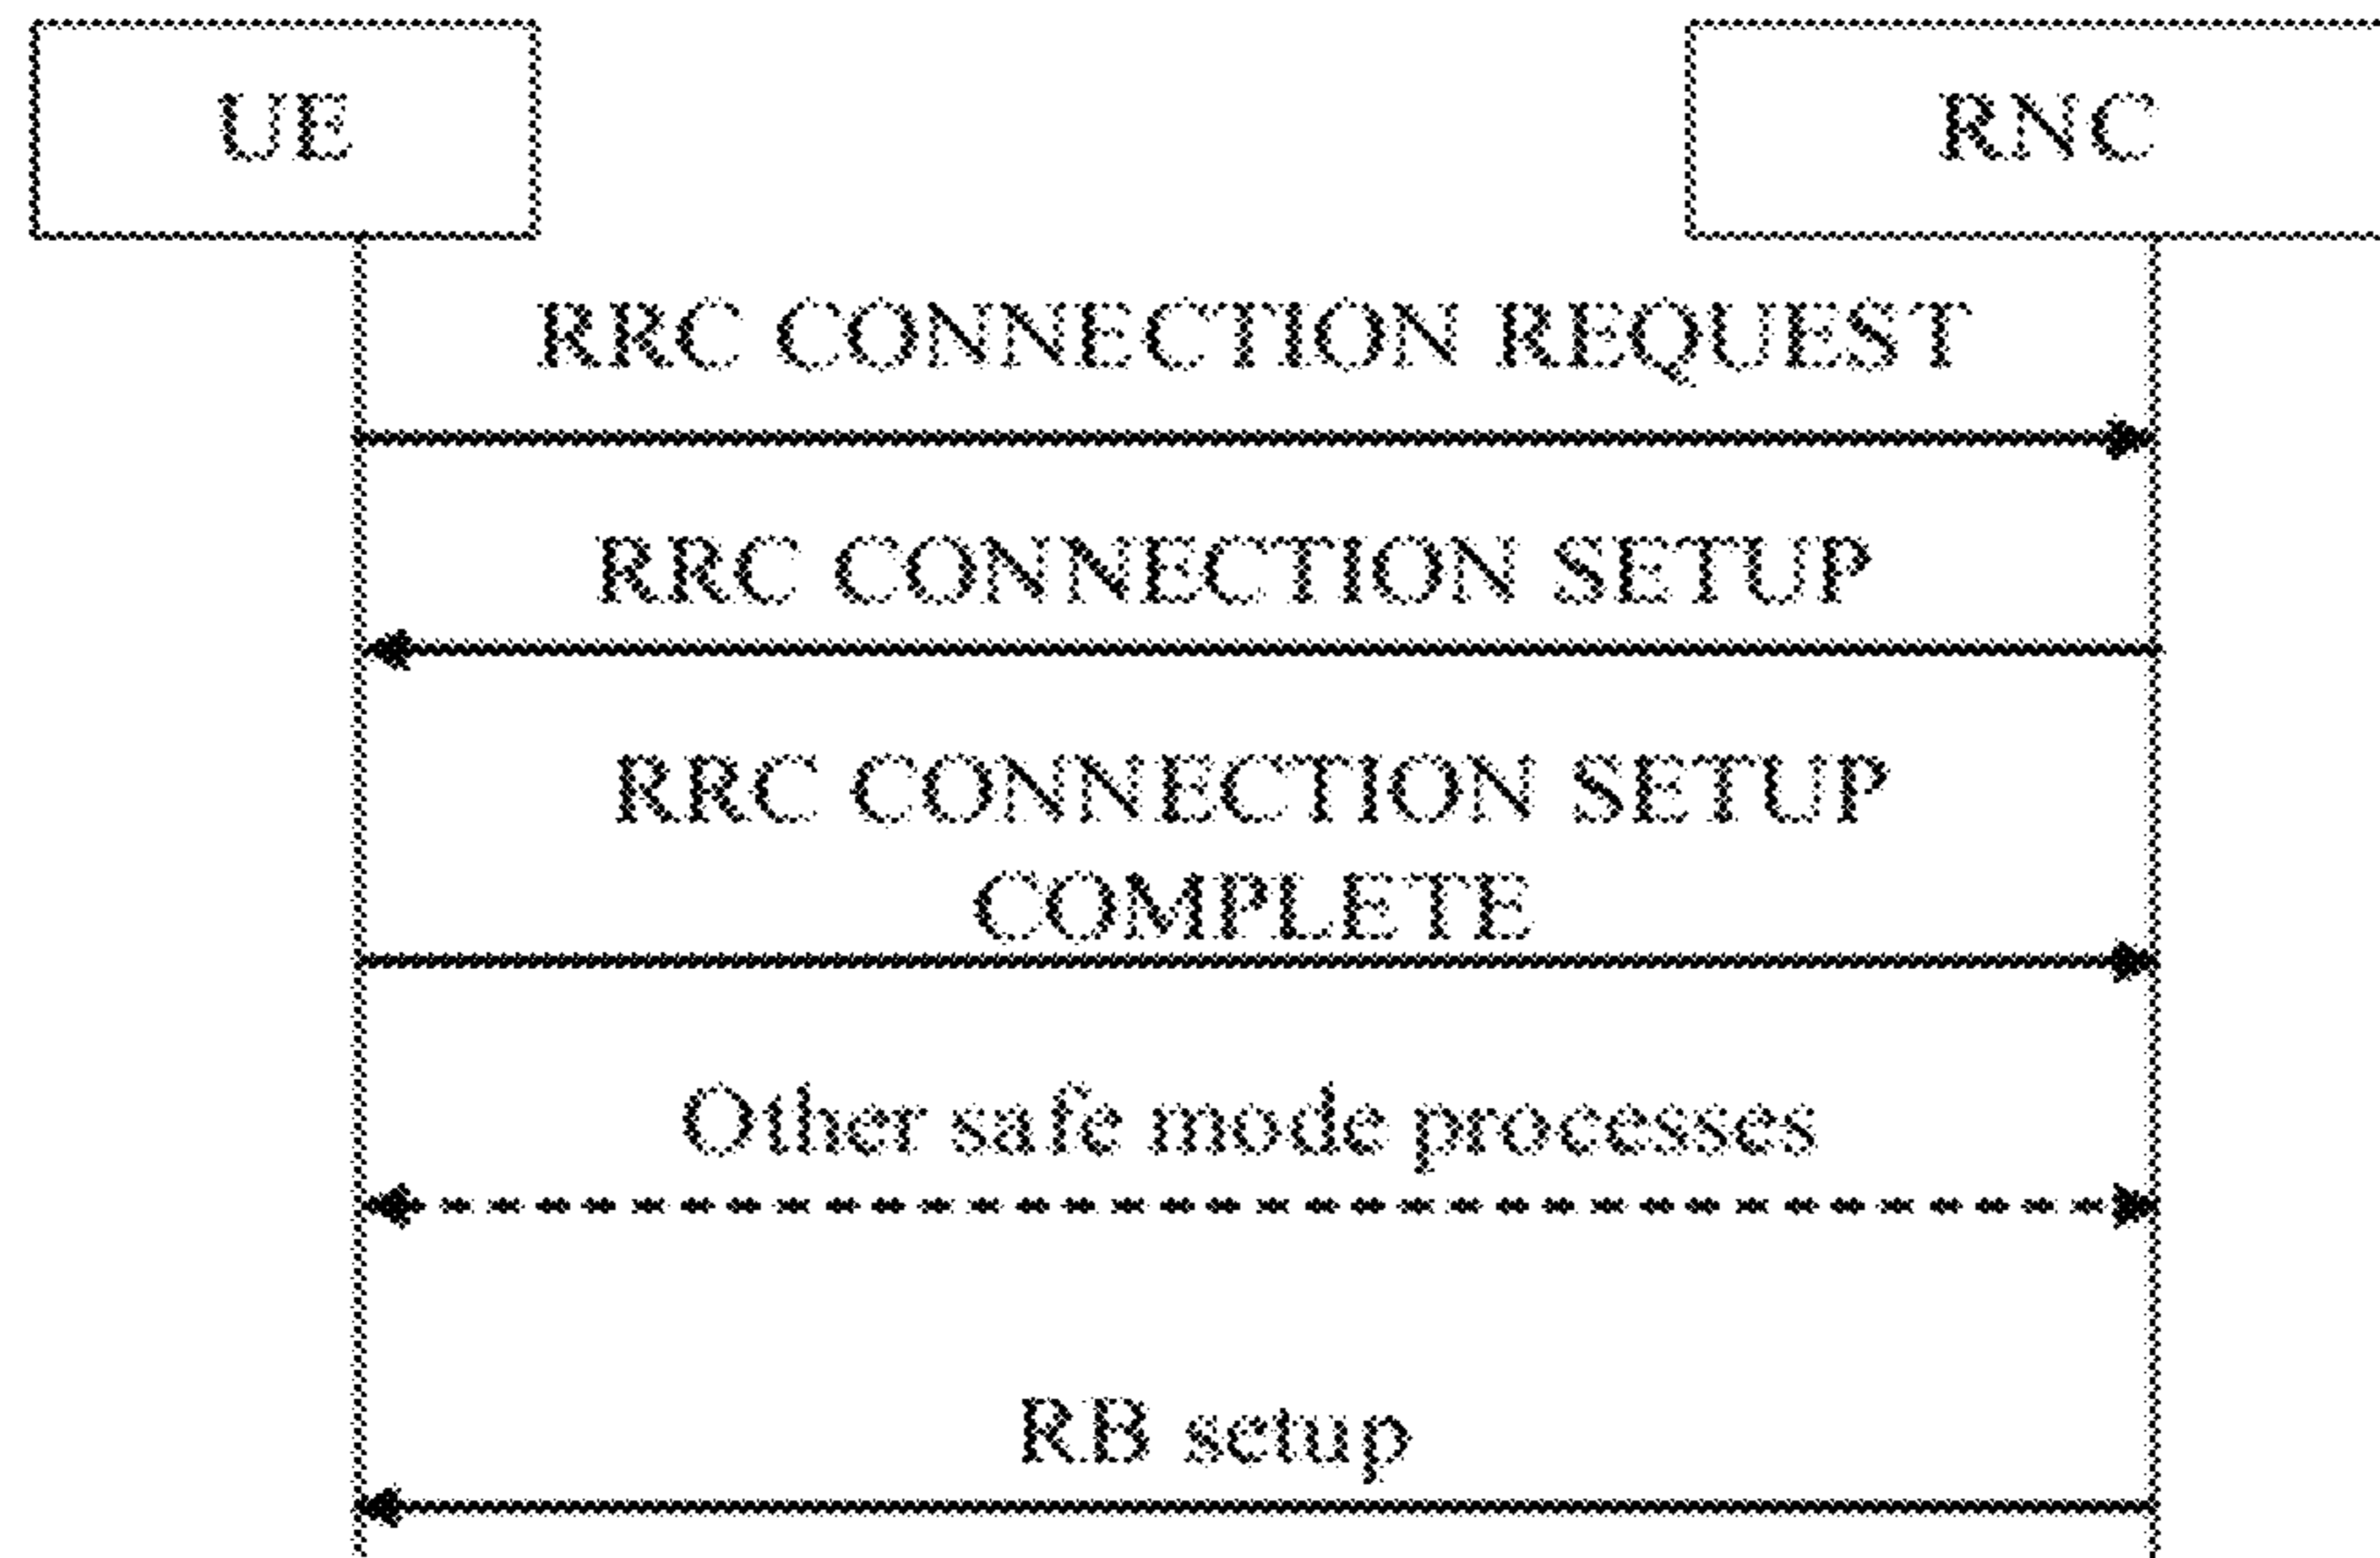 UE
RNC
RRC CONNECTION REQUEST
RRC CONNECTION SETUP
RRC CONNECTION SETUP
COMPLETE
Other safe mode processes
RB setup